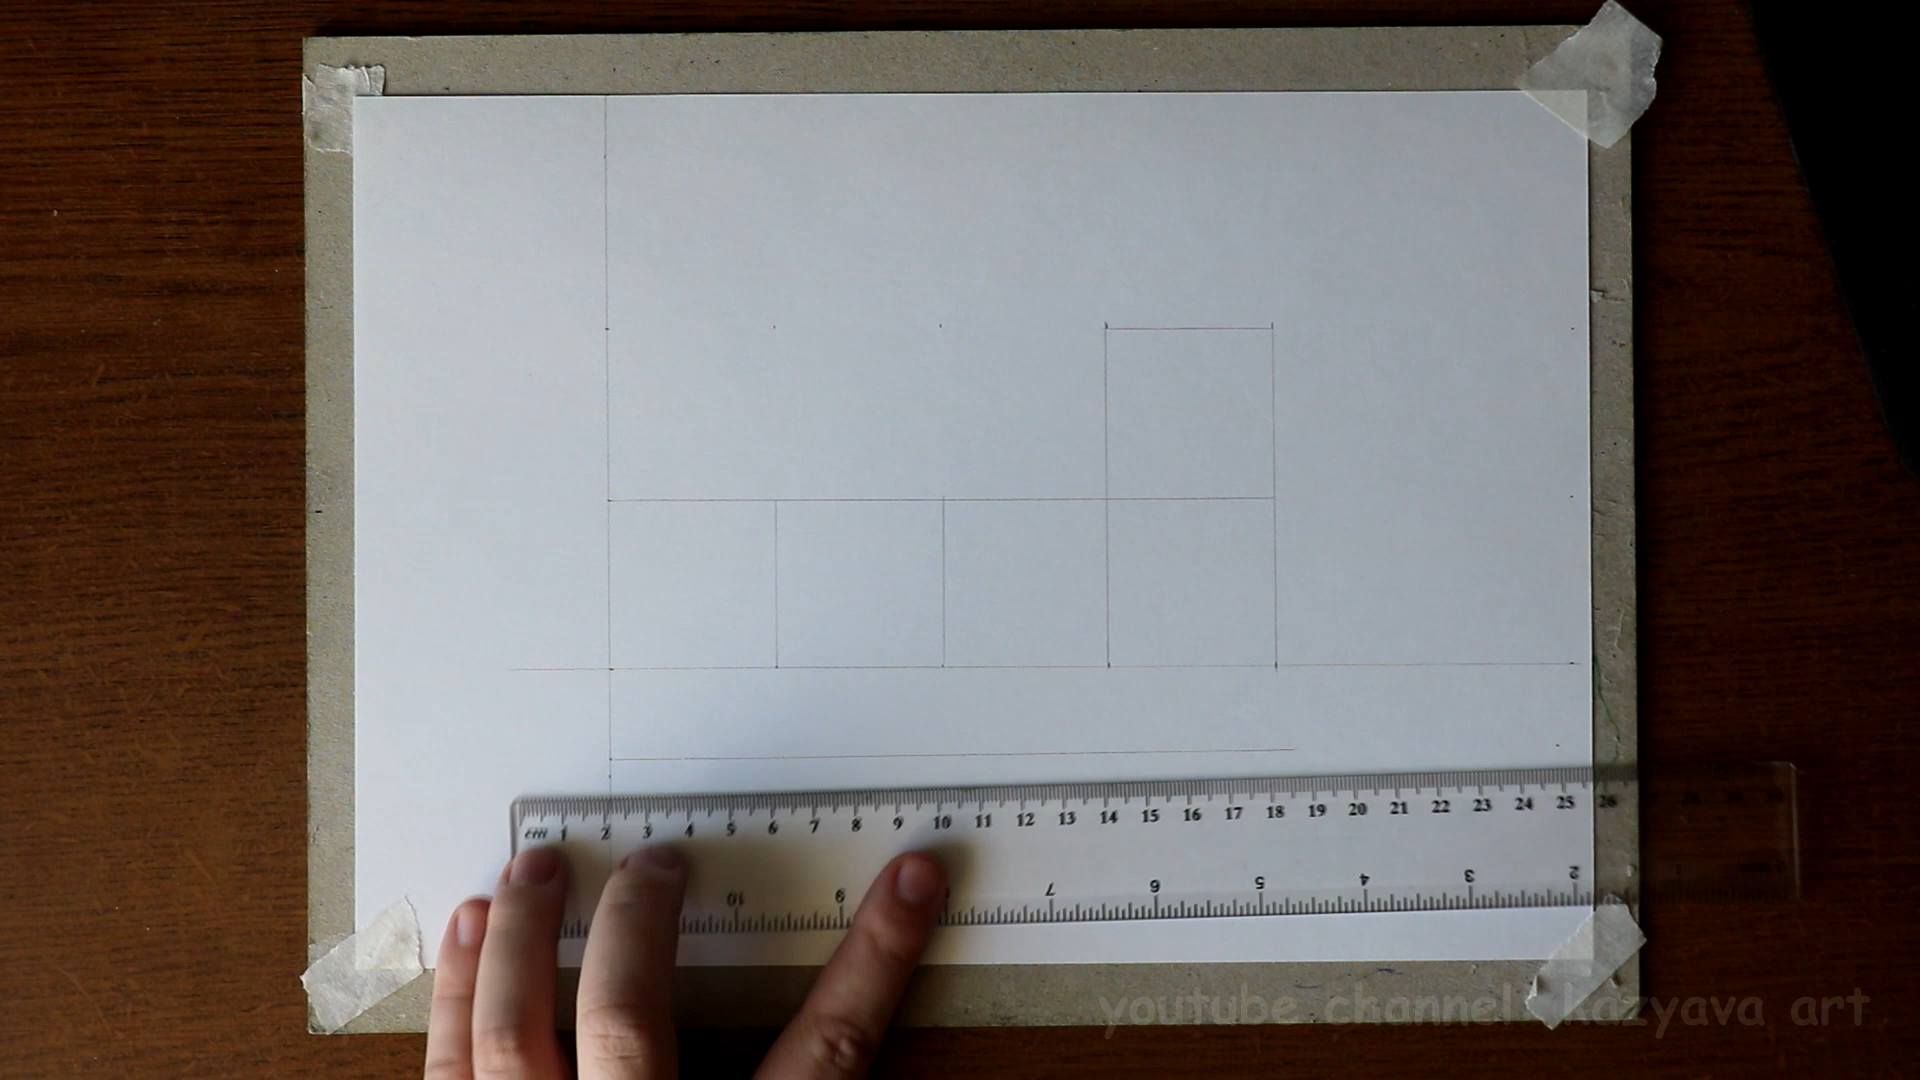 cm 1 2 3 4 5 6 7 8 9 10 11 12 13 14 15 16 17 18 19 20 21 22 23 24 25 26
10 9 7 6 5 4 3 2 1
youtube channel kazyava art